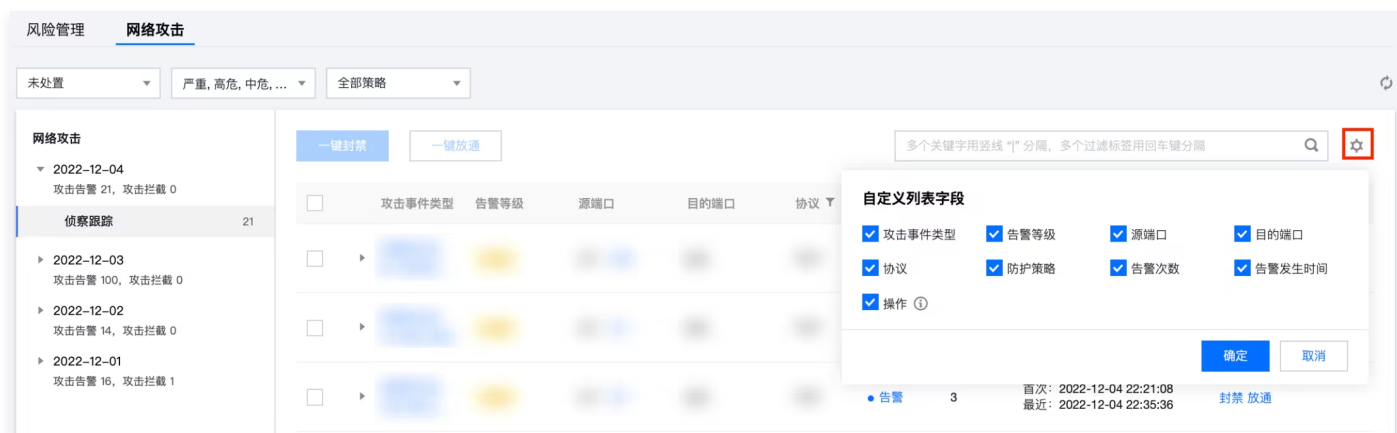 风险管理 网络攻击
未处置 严重, 高危, 中危, ... 全部策略
网络攻击
2022-12-04
攻击告警 21，攻击拦截 0
侦察跟踪 21
2022-12-03
攻击告警 100，攻击拦截 0
2022-12-02
攻击告警 14，攻击拦截 0
2022-12-01
攻击告警 16，攻击拦截 1
一键封禁 一键放通
多个关键字用竖线 "|" 分隔，多个过滤标签用回车键分隔
攻击事件类型 告警等级 源端口 目的端口 协议
自定义列表字段
攻击事件类型 告警等级 源端口 目的端口
协议 防护策略 告警次数 告警发生时间
操作
确定 取消
告警 3 首次：2022-12-04 22:21:08
最近：2022-12-04 22:35:36
封禁 放通